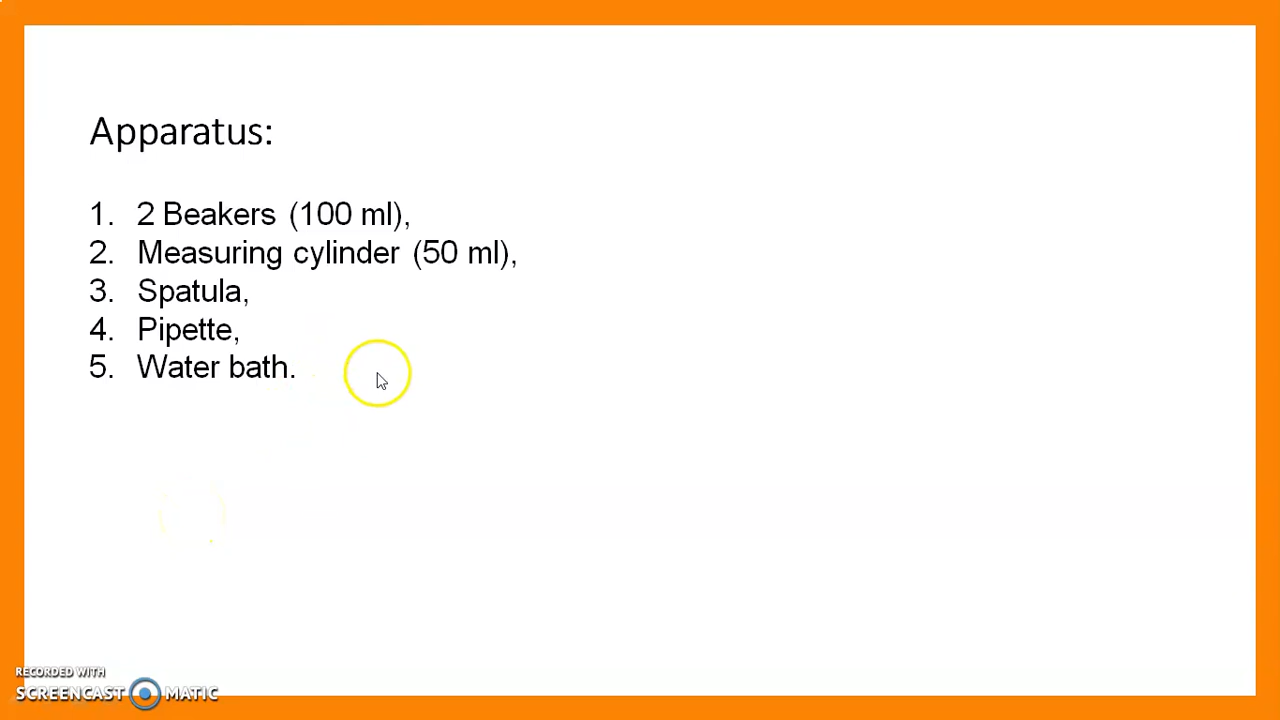 Apparatus:
1. 2 Beakers (100 ml),
2. Measuring cylinder (50 ml),
3. Spatula,
4. Pipette,
5. Water bath.
RECORDED WITH
SCREENCAST MATIC